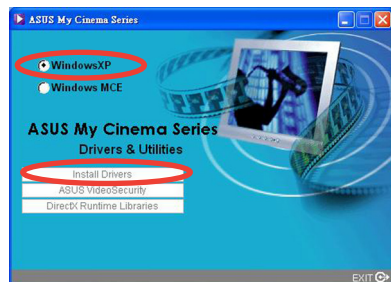 ASUS My Cinema Series
WindowsXP
Windows MCE
ASUS My Cinema Series
Drivers & Utilities
Install Drivers
ASUS VideoSecurity
DirectX Runtime Libraries
EXIT